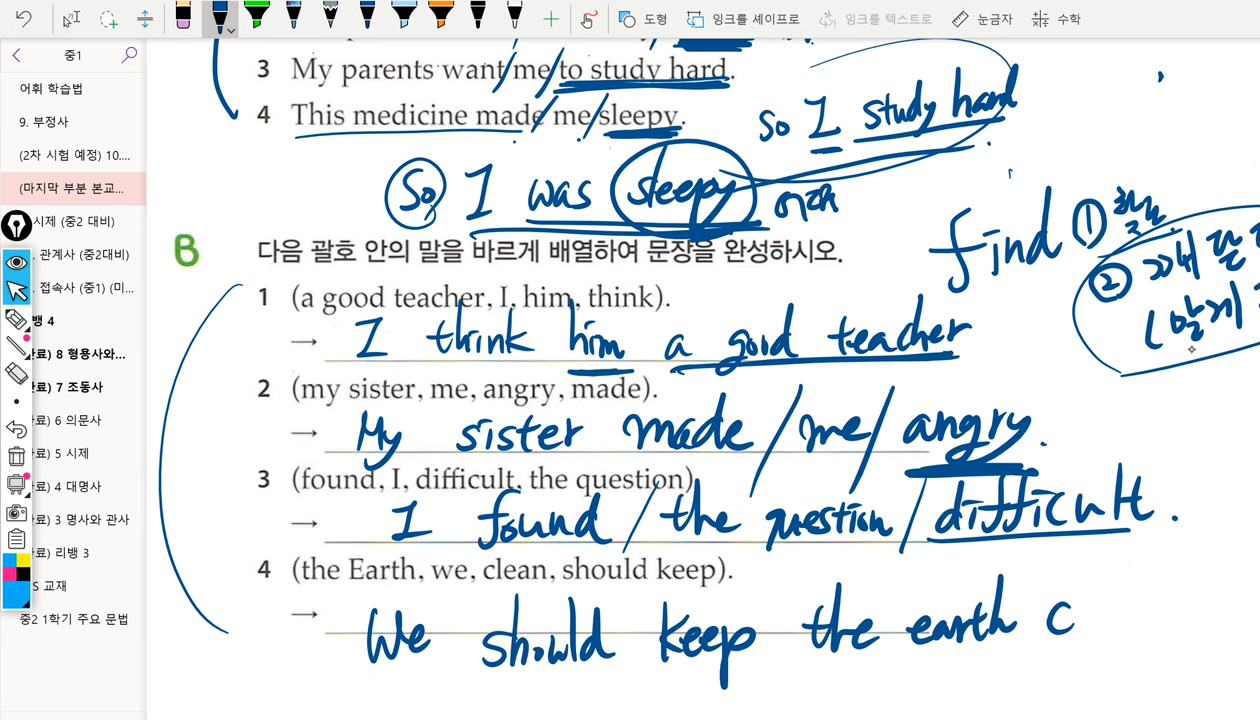 도형
잉크를 셰이프로
잉크를 텍스트로
눈금자
수학
중1
어휘 학습법
9. 부정사
(2차 시험 예정) 10....
(마지막 부분 본교...
시제 (중2 대비)
관계사 (중2대비)
접속사 (중1) (미...
뱅 4
료) 8 형용사와...
료) 7 조동사
료) 6 의문사
료) 5 시제
료) 4 대명사
료) 3 명사와 관사
료) 리뱅 3
S 교재
중2 1학기 주요 문법
3 My parents want me to study hard.
so I study hard
4 This medicine made me sleepy.
So, I was sleepy
find ①
②
B 다음 괄호 안의 말을 바르게 배열하여 문장을 완성하시오.
1 (a good teacher, I, him, think).
→ I think him a good teacher
2 (my sister, me, angry, made).
→ My sister made / me / angry.
3 (found, I, difficult, the question)
→ I found / the question / difficult.
4 (the Earth, we, clean, should keep).
→ We should keep the earth c